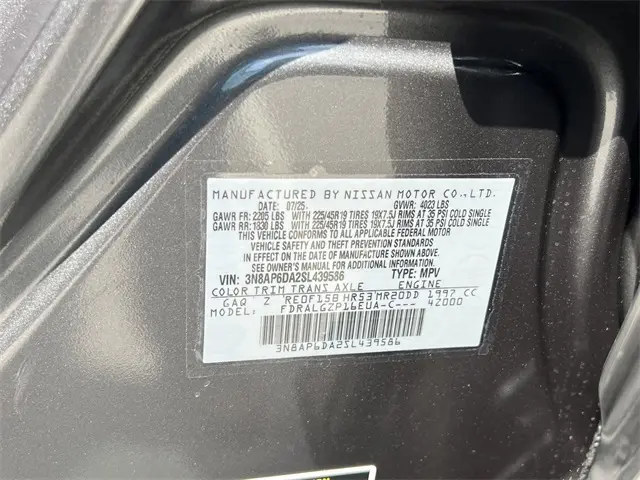 MANUFACTURED BY NISSAN MOTOR CO.,LTD.
DATE: 07/25 GVWR: 4023 LBS
GAWR FR: 2205 LBS WITH 225/45R19 TIRES 19X7.5J RIMS AT 35 PSI COLD SINGLE
GAWR RR: 1830 LBS WITH 225/45R19 TIRES 19X7.5J RIMS AT 35 PSI COLD SINGLE
THIS VEHICLE CONFORMS TO ALL APPLICABLE FEDERAL MOTOR
VEHICLE SAFETY AND THEFT PREVENTION STANDARDS
IN EFFECT ON THE DATE OF MANUFACTURE SHOWN ABOVE.
SEE OWNER'S MANUAL FOR ADDITIONAL INFORMATION.
VIN: 3N8AP6DA2SL439586 TYPE: MPV
COLOR TRIM TRANS AXLE ENGINE
GAQ Z RE0F15B HR53 MR20DD 1997 CC
MODEL: FDRALGZP16EUA-C--- 42000
3N8AP6DA2SL439586